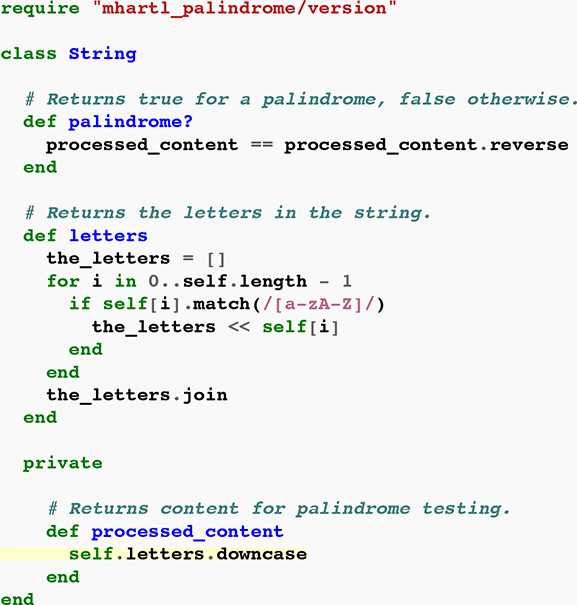 require "mhartl_palindrome/version"
class String
# Returns true for a palindrome, false otherwise.
def palindrome?
processed_content == processed_content.reverse
end
# Returns the letters in the string.
def letters
the_letters = []
for i in 0..self.length - 1
if self[i].match(/[a-zA-Z]/)
the_letters << self[i]
end
end
the_letters.join
end
private
# Returns content for palindrome testing.
def processed_content
self.letters.downcase
end
end